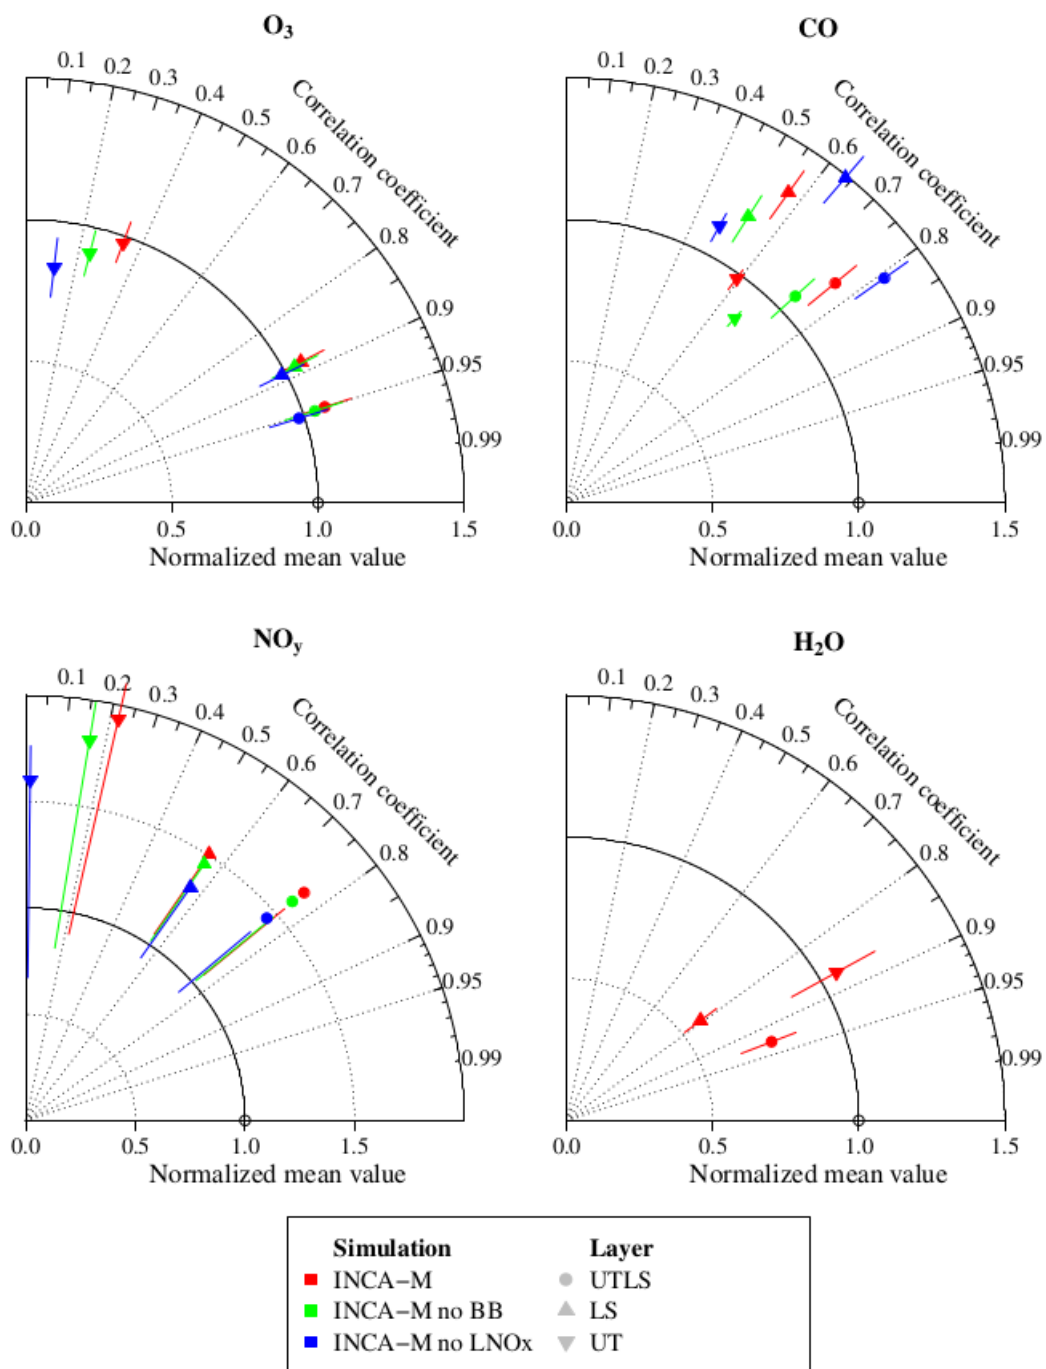 O3
0.1 0.2 0.3 0.4 0.5 0.6 0.7 0.8 0.9 0.95 0.99
Correlation coefficient
0.0 0.5 1.0 1.5
Normalized mean value
CO
0.1 0.2 0.3 0.4 0.5 0.6 0.7 0.8 0.9 0.95 0.99
Correlation coefficient
0.0 0.5 1.0 1.5
Normalized mean value
NOy
0.1 0.2 0.3 0.4 0.5 0.6 0.7 0.8 0.9 0.95 0.99
Correlation coefficient
0.0 0.5 1.0 1.5
Normalized mean value
H2O
0.1 0.2 0.3 0.4 0.5 0.6 0.7 0.8 0.9 0.95 0.99
Correlation coefficient
0.0 0.5 1.0 1.5
Normalized mean value
Simulation
INCA−M
INCA−M no BB
INCA−M no LNOx
Layer
UTLS
LS
UT